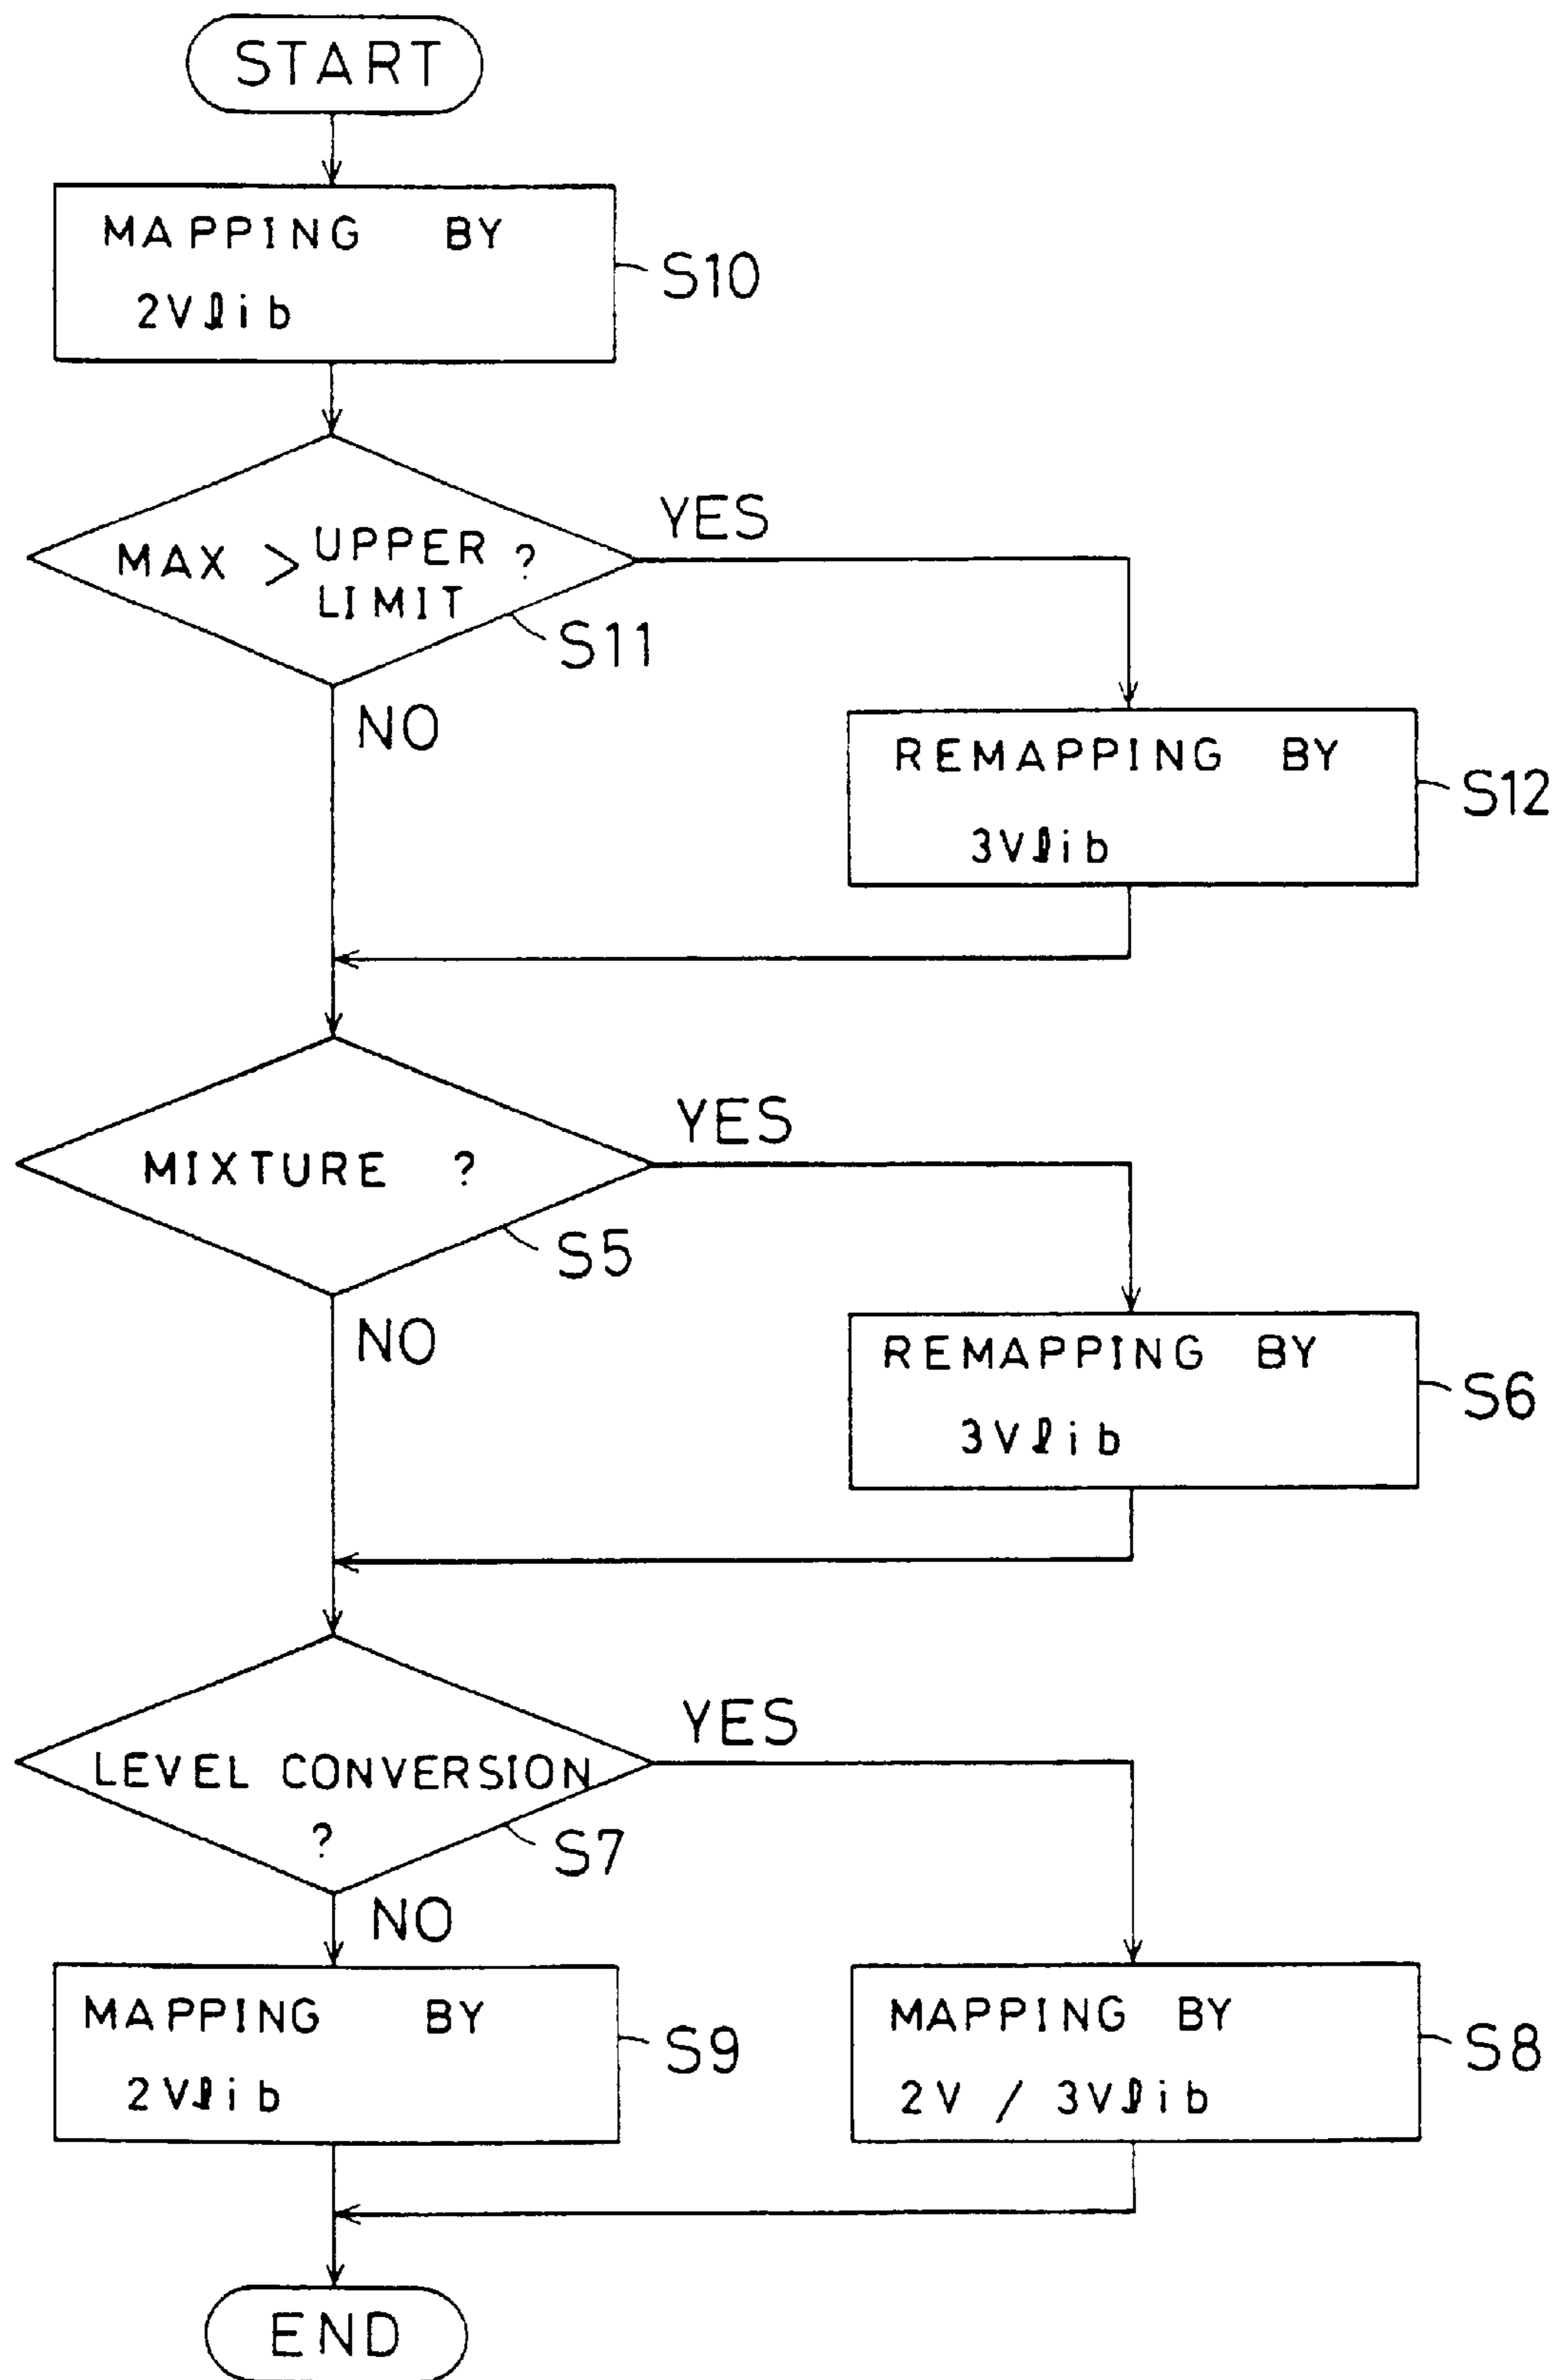 START
MAPPING BY
2Vlib
S10
MAX > UPPER LIMIT ?
YES
S11
NO
REMAPPING BY
3Vlib
S12
MIXTURE ?
YES
S5
NO
REMAPPING BY
3Vlib
S6
LEVEL CONVERSION
?
YES
S7
NO
MAPPING BY
2Vlib
S9
MAPPING BY
2V / 3Vlib
S8
END